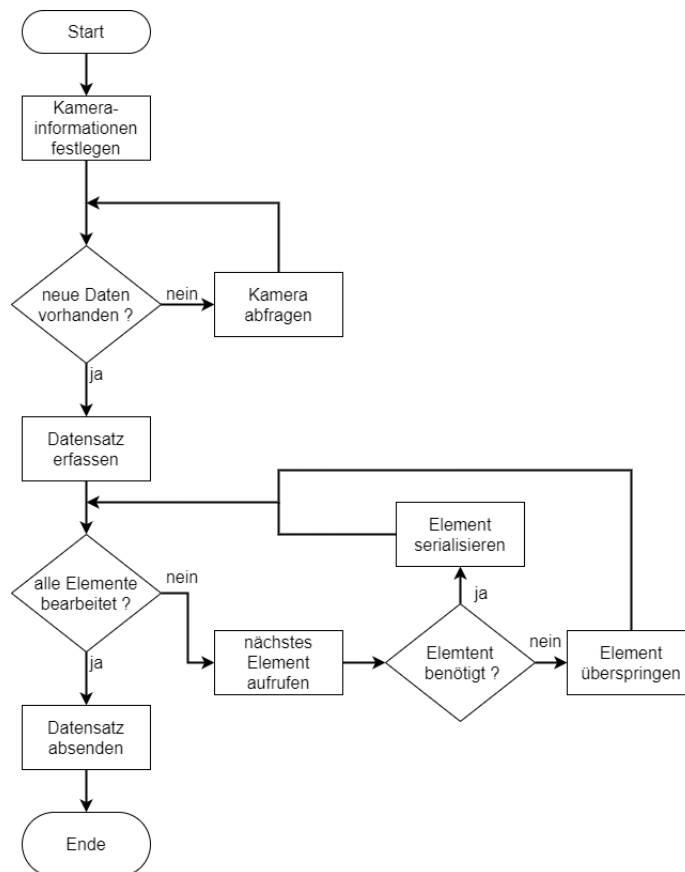 Start
Kamera-
informationen
festlegen
neue Daten
vorhanden ?
nein
Kamera
abfragen
ja
Datensatz
erfassen
Element
serialisieren
alle Elemente
bearbeitet ?
nein
ja
nächstes
Element
aufrufen
Elemtent
benötigt ?
nein
Element
überspringen
ja
Datensatz
absenden
Ende